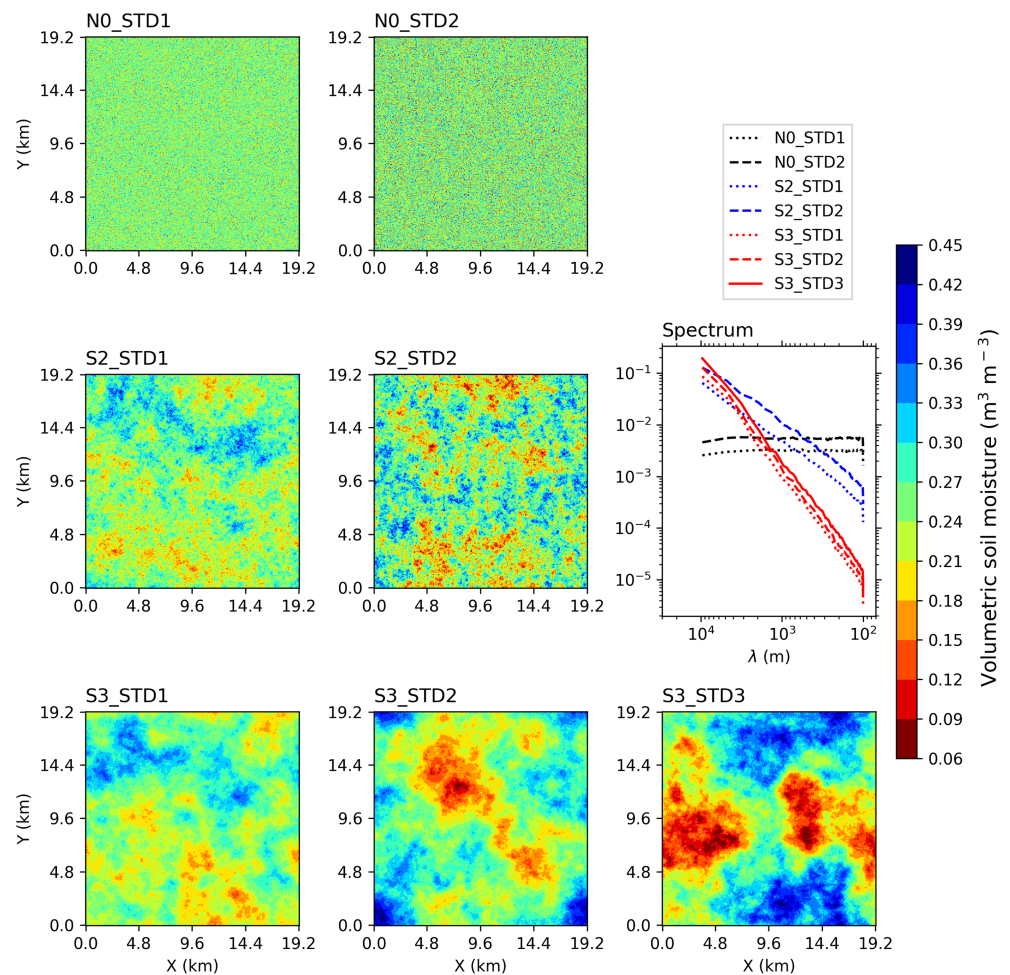 N0_STD1 N0_STD2
19.2 19.2
14.4 14.4
Y (km) 9.6 9.6
4.8 4.8
0.0 0.0
0.0 4.8 9.6 14.4 19.2 0.0 4.8 9.6 14.4 19.2
N0_STD1
N0_STD2
S2_STD1
S2_STD2
S3_STD1
S3_STD2
S3_STD3
S2_STD1 S2_STD2
19.2 19.2
14.4 14.4
Y (km) 9.6 9.6
4.8 4.8
0.0 0.0
0.0 4.8 9.6 14.4 19.2 0.0 4.8 9.6 14.4 19.2
Spectrum
10⁻¹
10⁻²
10⁻³
10⁻⁴
10⁻⁵
10⁴ 10³ 10²
λ (m)
0.45
0.42
0.39
0.36
0.33
0.30
0.27
0.24
0.21
0.18
0.15
0.12
0.09
0.06
Volumetric soil moisture (m³ m⁻³)
S3_STD1 S3_STD2 S3_STD3
19.2 19.2 19.2
14.4 14.4 14.4
Y (km) 9.6 9.6 9.6
4.8 4.8 4.8
0.0 0.0 0.0
0.0 4.8 9.6 14.4 19.2 0.0 4.8 9.6 14.4 19.2 0.0 4.8 9.6 14.4 19.2
X (km) X (km) X (km)